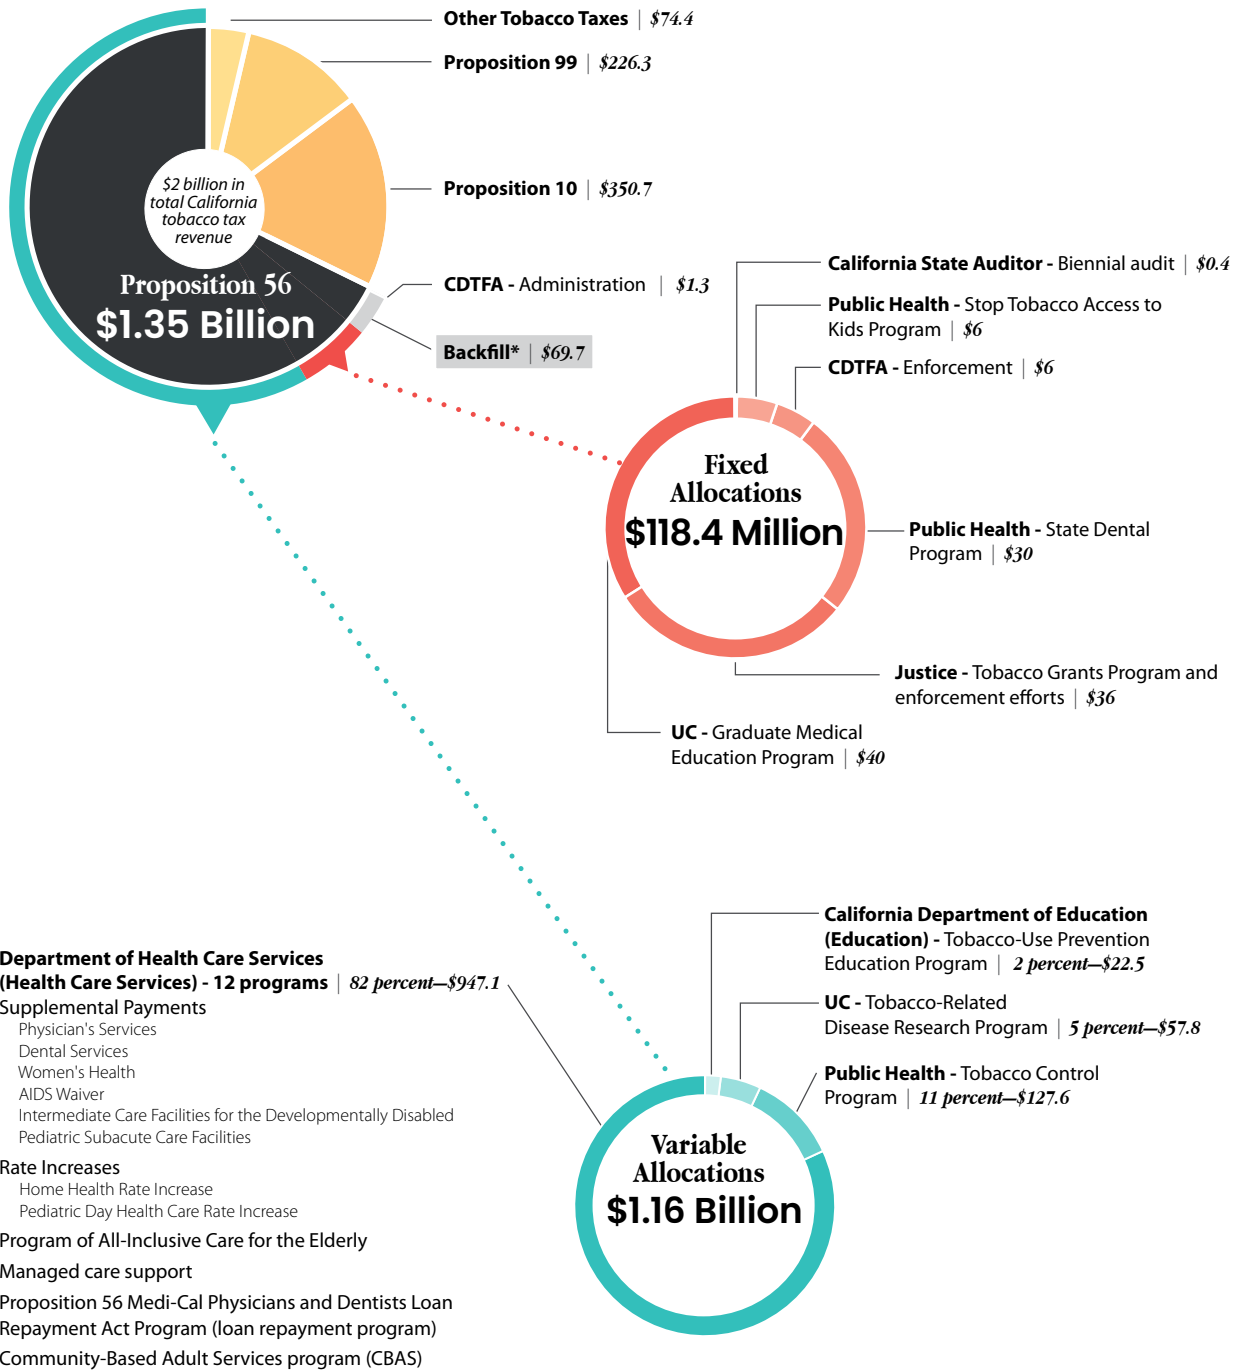 Other Tobacco Taxes | $74.4
Proposition 99 | $226.3
$2 billion in
total California
tobacco tax
revenue
Proposition 10 | $350.7
Proposition 56
$1.35 Billion
CDTFA - Administration | $1.3
Backfill* | $69.7
California State Auditor - Biennial audit | $0.4
Public Health - Stop Tobacco Access to
Kids Program | $6
CDTFA - Enforcement | $6
Fixed
Allocations
$118.4 Million
Public Health - State Dental
Program | $30
Justice - Tobacco Grants Program and
enforcement efforts | $36
UC - Graduate Medical
Education Program | $40
California Department of Education
(Education) - Tobacco-Use Prevention
Education Program | 2 percent—$22.5
UC - Tobacco-Related
Disease Research Program | 5 percent—$57.8
Public Health - Tobacco Control
Program | 11 percent—$127.6
Variable
Allocations
$1.16 Billion
Department of Health Care Services
(Health Care Services) - 12 programs | 82 percent—$947.1
Supplemental Payments
Physician's Services
Dental Services
Women's Health
AIDS Waiver
Intermediate Care Facilities for the Developmentally Disabled
Pediatric Subacute Care Facilities
Rate Increases
Home Health Rate Increase
Pediatric Day Health Care Rate Increase
Program of All-Inclusive Care for the Elderly
Managed care support
Proposition 56 Medi-Cal Physicians and Dentists Loan
Repayment Act Program (loan repayment program)
Community-Based Adult Services program (CBAS)